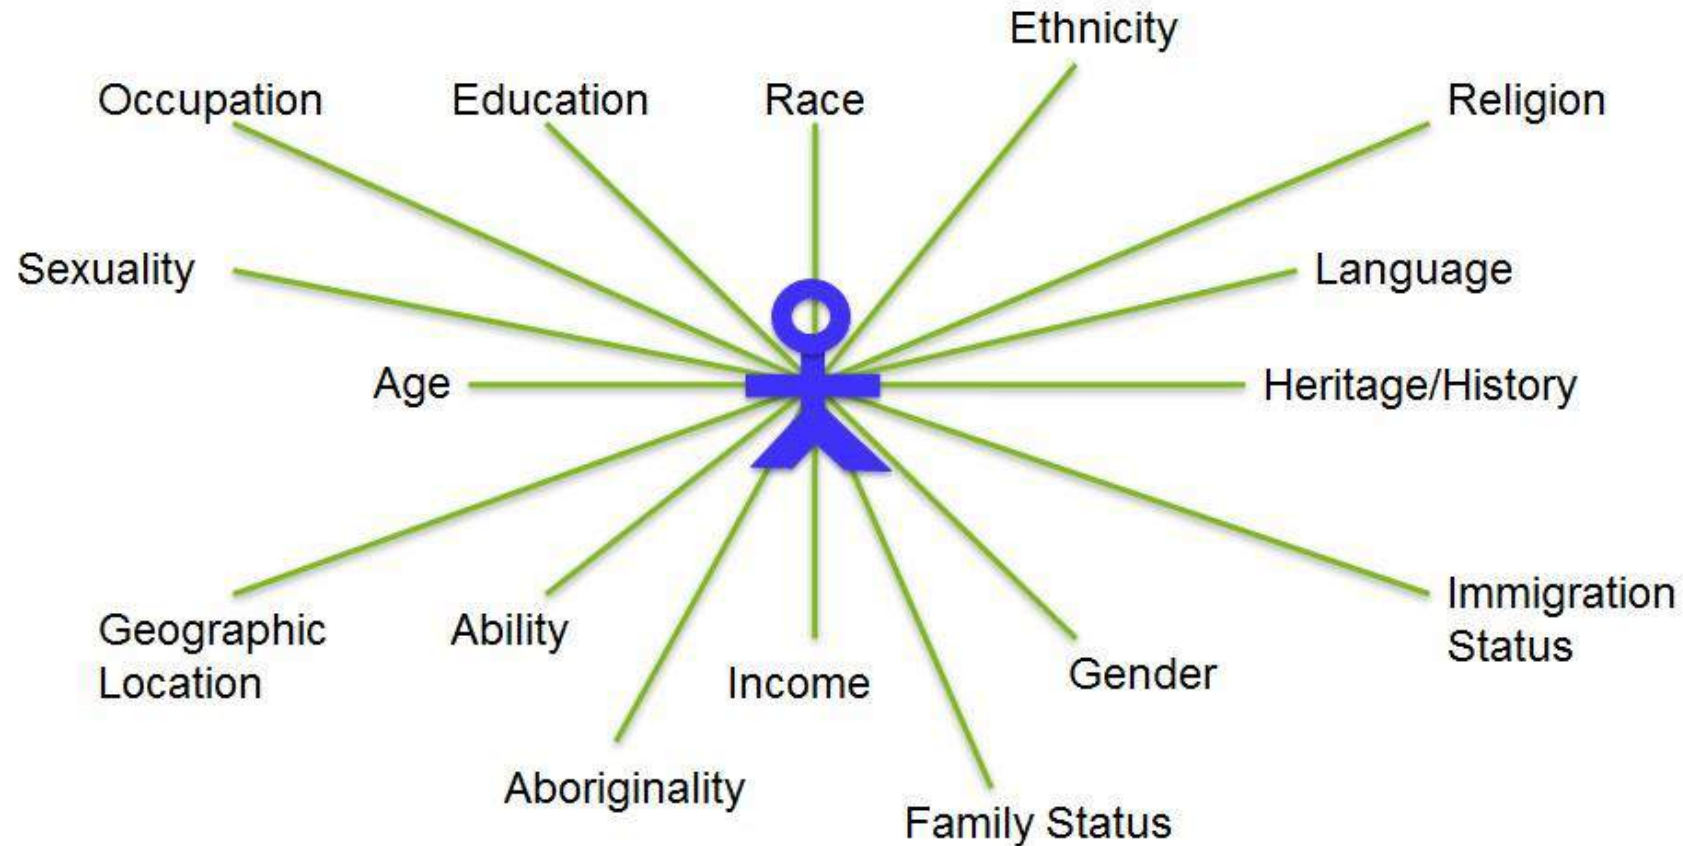 Ethnicity
Occupation
Education
Race
Religion
Sexuality
Language
Age
Heritage/History
Geographic
Location
Ability
Income
Gender
Immigration
Status
Aboriginality
Family Status